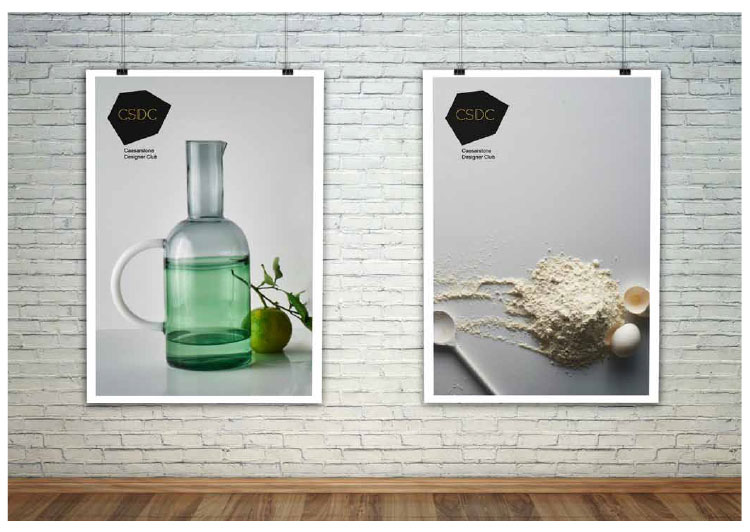 CSDC
Caesarstone
Designer Club
CSDC
Caesarstone
Designer Club